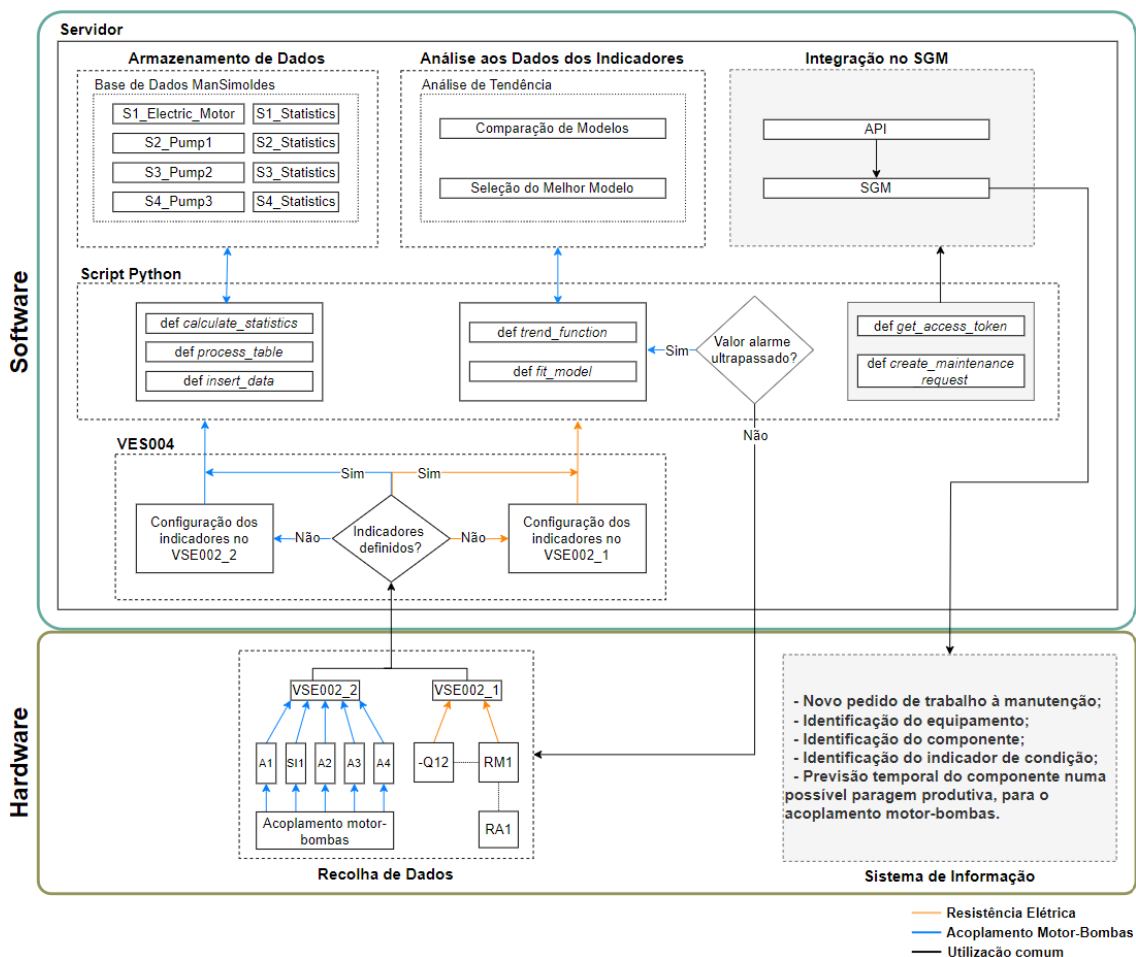 Servidor
Armazenamento de Dados
Base de Dados ManSimoldes
S1_Electric_Motor
S1_Statistics
S2_Pump1
S2_Statistics
S3_Pump2
S3_Statistics
S4_Pump3
S4_Statistics
Análise aos Dados dos Indicadores
Análise de Tendência
Comparação de Modelos
Seleção do Melhor Modelo
Integração no SGM
API
SGM
Software
Script Python
def calculate_statistics
def process_table
def insert_data
def trend_function
def fit_model
Sim
Valor alarme
ultrapassado?
Não
def get_access_token
def create_maintenance
_request
VES004
Sim
Sim
Configuração dos
indicadores no
VSE002_2
Não
Indicadores
definidos?
Não
Configuração dos
indicadores no
VSE002_1
Hardware
VSE002_2
VSE002_1
A1
SI1
A2
A3
A4
-Q12
RM1
RA1
Acoplamento motor-
bombas
Recolha de Dados
- Novo pedido de trabalho à manutenção;
- Identificação do equipamento;
- Identificação do componente;
- Identificação do indicador de condição;
- Previsão temporal do componente numa
possível paragem produtiva, para o
acoplamento motor-bombas.
Sistema de Informação
Resistência Elétrica
Acoplamento Motor-Bombas
Utilização comum